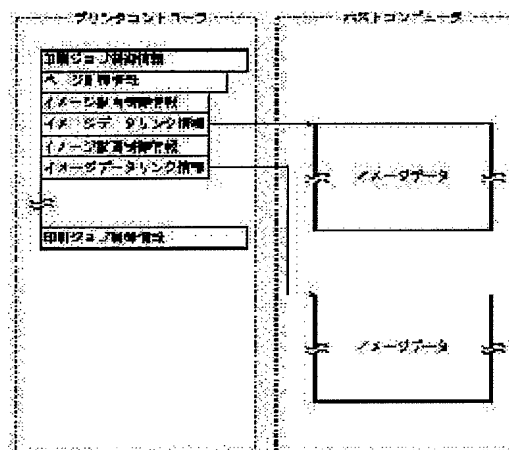 プリンタコントローラ
ホストコンピュータ
印刷ジョブ制御情報
ページ制御情報
イメージ描画制御情報
イメージデータリンク情報
イメージ描画制御情報
イメージデータリンク情報
印刷ジョブ制御情報
イメージデータ
イメージデータ